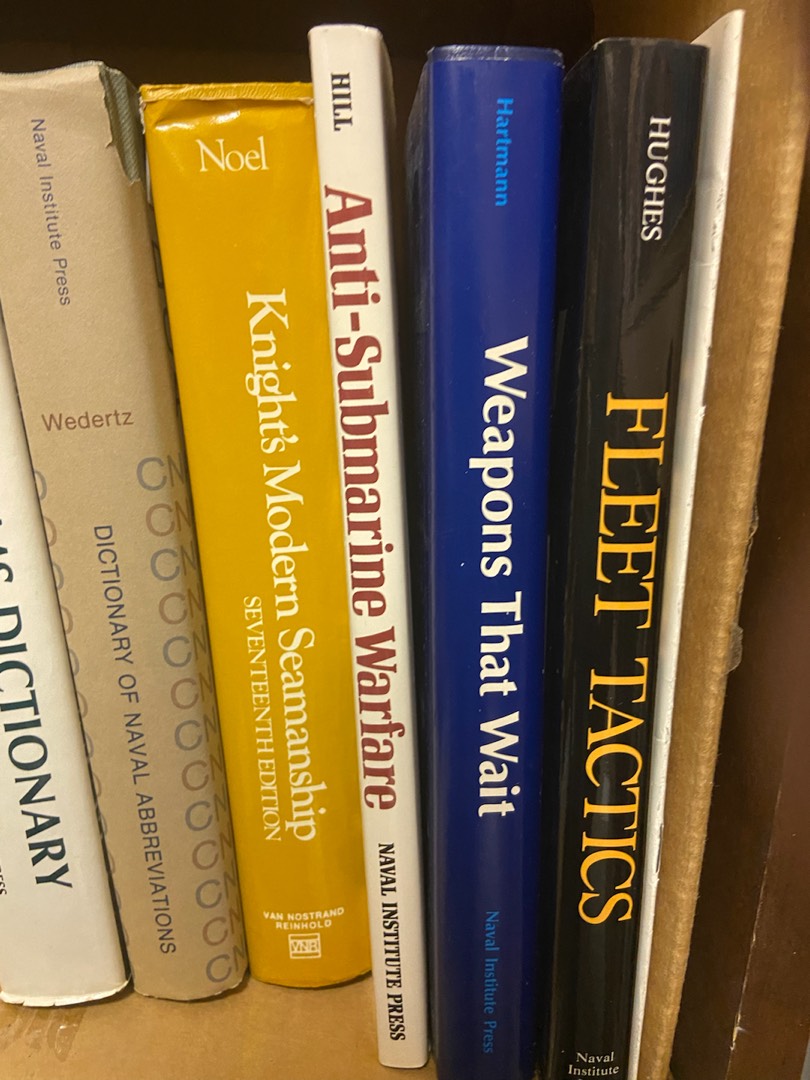 DICTIONARY
Naval Institute Press
Wedertz
DICTIONARY OF NAVAL ABBREVIATIONS
Noel
Knight's Modern Seamanship
SEVENTEENTH EDITION
VAN NOSTRAND
REINHOLD
VNR
HILL
Anti-Submarine Warfare
NAVAL INSTITUTE PRESS
Hartmann
Weapons That Wait
Naval Institute Press
HUGHES
FLEET TACTICS
Naval
Institute